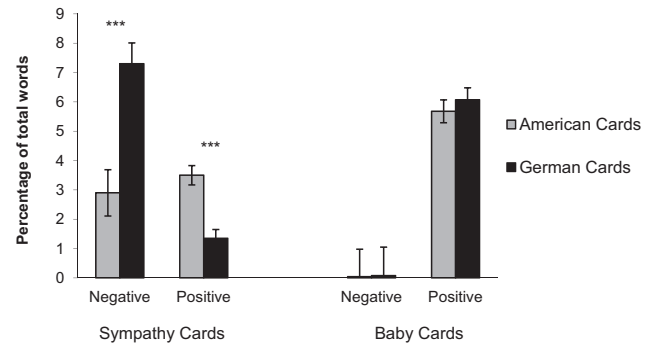 Percentage of total words
9
8
7
6
5
4
3
2
1
0
***
***
Negative Positive Negative Positive
Sympathy Cards Baby Cards
American Cards
German Cards